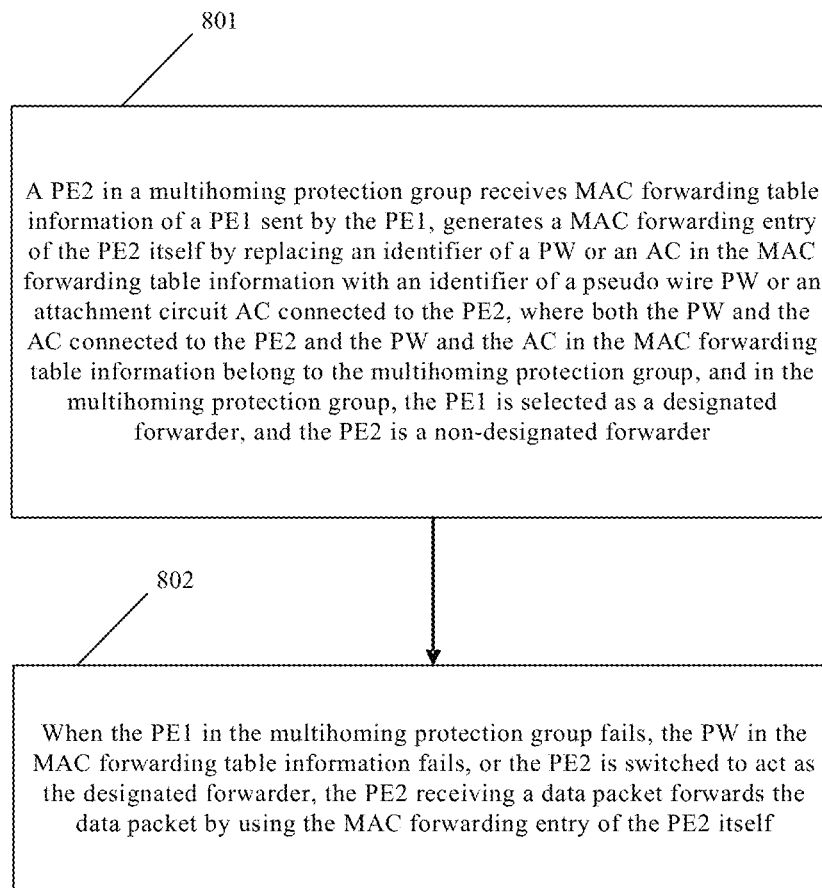 801
A PE2 in a multihoming protection group receives MAC forwarding table
information of a PE1 sent by the PE1, generates a MAC forwarding entry
of the PE2 itself by replacing an identifier of a PW or an AC in the MAC
forwarding table information with an identifier of a pseudo wire PW or an
attachment circuit AC connected to the PE2, where both the PW and the
AC connected to the PE2 and the PW and the AC in the MAC forwarding
table information belong to the multihoming protection group, and in the
multihoming protection group, the PE1 is selected as a designated
forwarder, and the PE2 is a non-designated forwarder
802
When the PE1 in the multihoming protection group fails, the PW in the
MAC forwarding table information fails, or the PE2 is switched to act as
the designated forwarder, the PE2 receiving a data packet forwards the
data packet by using the MAC forwarding entry of the PE2 itself